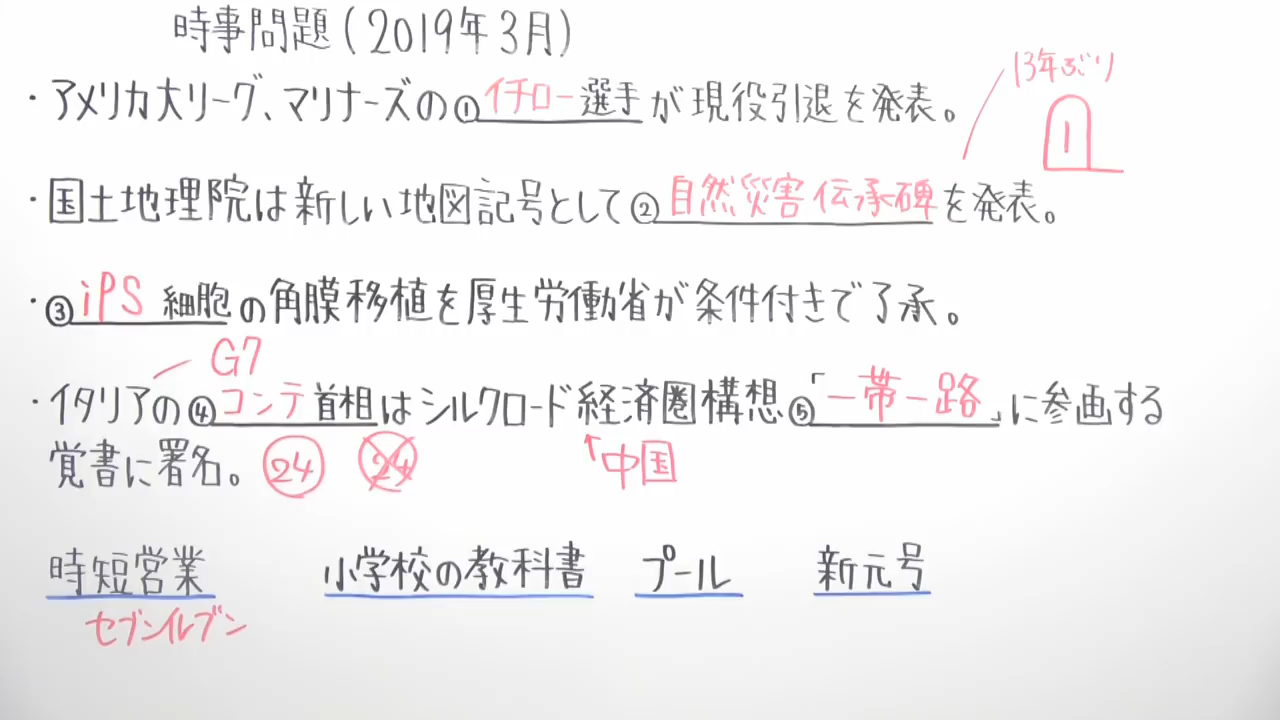 時事問題(2019年3月)
13年ぶり
・アメリカ大リーグ、マリナーズの①イチロー選手が現役引退を発表。
・国土地理院は新しい地図記号として②自然災害伝承碑を発表。
・③iPS細胞の角膜移植を厚生労働省が条件付きで了承。
G7
・イタリアの④コンテ首相はシルクロード経済圏構想⑤「一帯一路」に参画する
覚書に署名。 24 24 ↑中国
時短営業 小学校の教科書 プール 新元号
セブンイレブン